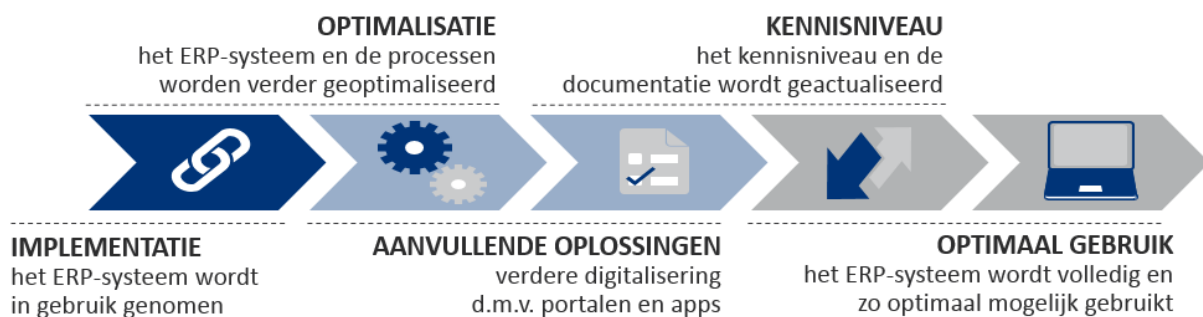 OPTIMALISATIE
het ERP-systeem en de processen
worden verder geoptimaliseerd
KENNISNIVEAU
het kennisniveau en de
documentatie wordt geactualiseerd
IMPLEMENTATIE
het ERP-systeem wordt
in gebruik genomen
AANVULLENDE OPLOSSINGEN
verdere digitalisering
d.m.v. portalen en apps
OPTIMAAL GEBRUIK
het ERP-systeem wordt volledig en
zo optimaal mogelijk gebruikt